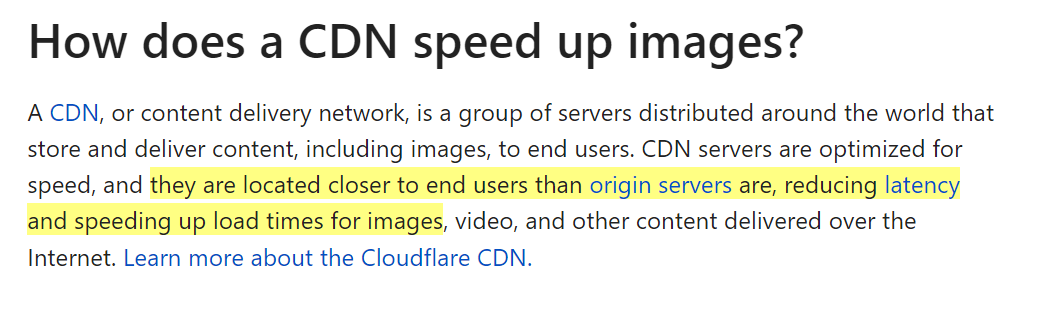 How does a CDN speed up images?
A CDN, or content delivery network, is a group of servers distributed around the world that
store and deliver content, including images, to end users. CDN servers are optimized for
speed, and they are located closer to end users than origin servers are, reducing latency
and speeding up load times for images, video, and other content delivered over the
Internet. Learn more about the Cloudflare CDN.